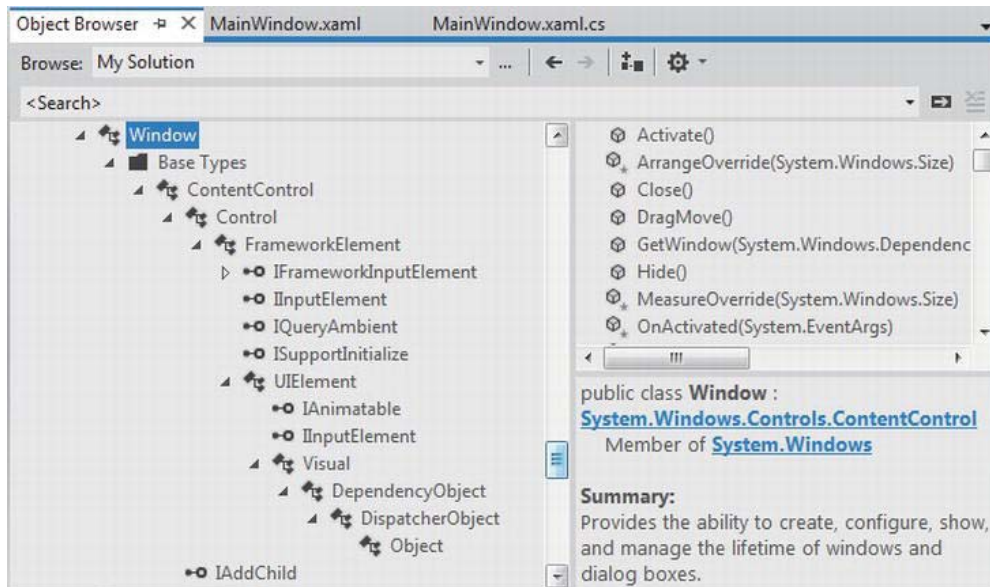 Object Browser MainWindow.xaml MainWindow.xaml.cs
Browse: My Solution ...
<Search>
Window
Base Types
ContentControl
Control
FrameworkElement
IFrameworkInputElement
IInputElement
IQueryAmbient
ISupportInitialize
UIElement
IAnimatable
IInputElement
Visual
DependencyObject
DispatcherObject
Object
IAddChild
Activate()
ArrangeOverride(System.Windows.Size)
Close()
DragMove()
GetWindow(System.Windows.Dependenc
Hide()
MeasureOverride(System.Windows.Size)
OnActivated(System.EventArgs)
public class Window :
System.Windows.Controls.ContentControl
Member of System.Windows
Summary:
Provides the ability to create, configure, show,
and manage the lifetime of windows and
dialog boxes.